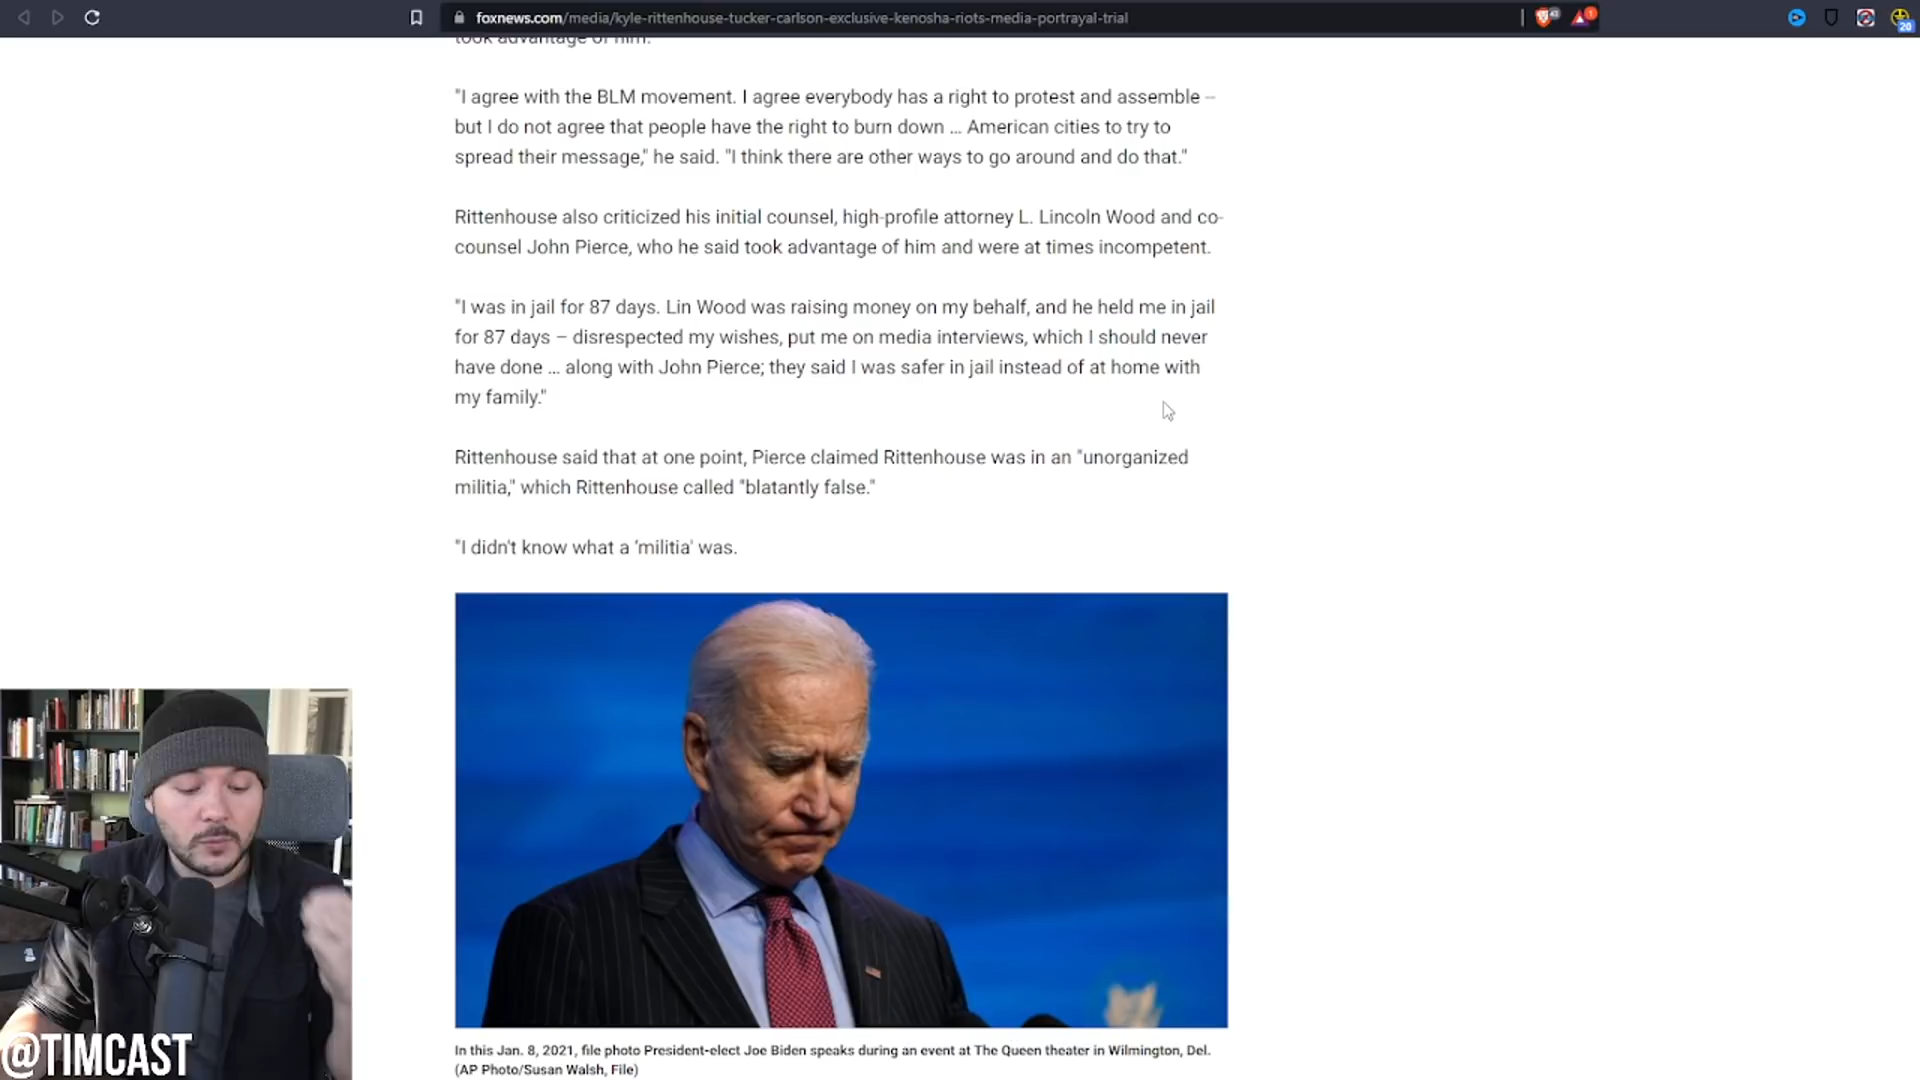 foxnews.com/media/kyle-rittenhouse-tucker-carlson-exclusive-kenosha-riots-media-portrayal-trial
took advantage of him.
"I agree with the BLM movement. I agree everybody has a right to protest and assemble –
but I do not agree that people have the right to burn down ... American cities to try to
spread their message," he said. "I think there are other ways to go around and do that."
Rittenhouse also criticized his initial counsel, high-profile attorney L. Lincoln Wood and co-
counsel John Pierce, who he said took advantage of him and were at times incompetent.
"I was in jail for 87 days. Lin Wood was raising money on my behalf, and he held me in jail
for 87 days – disrespected my wishes, put me on media interviews, which I should never
have done ... along with John Pierce; they said I was safer in jail instead of at home with
my family."
Rittenhouse said that at one point, Pierce claimed Rittenhouse was in an "unorganized
militia," which Rittenhouse called "blatantly false."
"I didn't know what a 'militia' was.
In this Jan. 8, 2021, file photo President-elect Joe Biden speaks during an event at The Queen theater in Wilmington, Del.
(AP Photo/Susan Walsh, File)
@TIMCAST
20